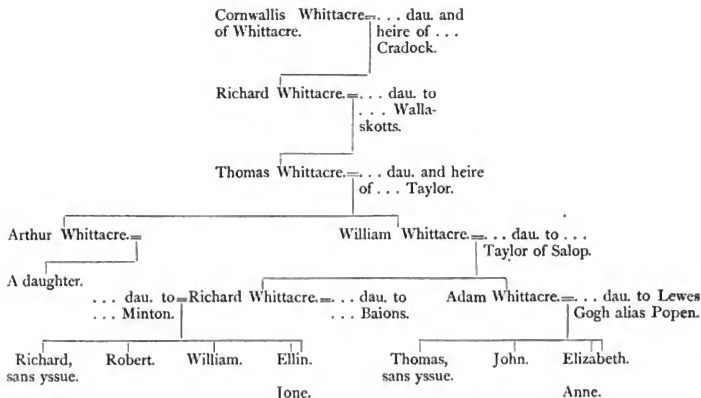 Cornwallis Whittacre=. . . dau. and
of Whittacre. heire of . . .
Cradock.
Richard Whittacre.=. . . dau. to
. . . Walla-
skotts.
Thomas Whittacre.=. . . dau. and heire
of . . . Taylor.
Arthur Whittacre.= William Whittacre.=. . . dau. to . . .
Taylor of Salop.
A daughter.
. . . dau. to=Richard Whittacre.=. . . dau. to Adam Whittacre.=. . . dau. to Lewes
. . . Minton. . . . Baions. Gogh alias Popen.
Richard, Robert. William. Ellin. Thomas, John. Elizabeth.
sans yssue. sans yssue.
Ione. Anne.